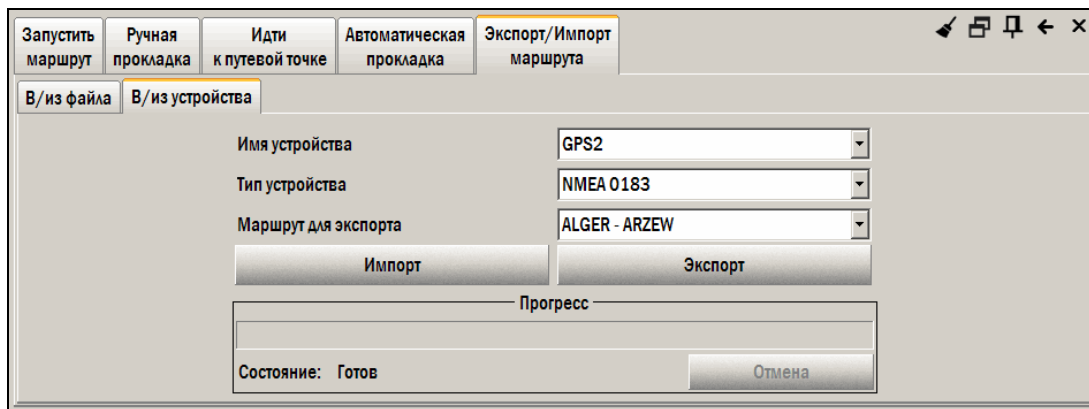 Запустить маршрут
Ручная прокладка
Идти к путевой точке
Автоматическая прокладка
Экспорт/Импорт маршрута
В/из файла
В/из устройства
Имя устройства GPS2
Тип устройства NMEA 0183
Маршрут для экспорта ALGER - ARZEW
Импорт Экспорт
Прогресс
Состояние: Готов Отмена